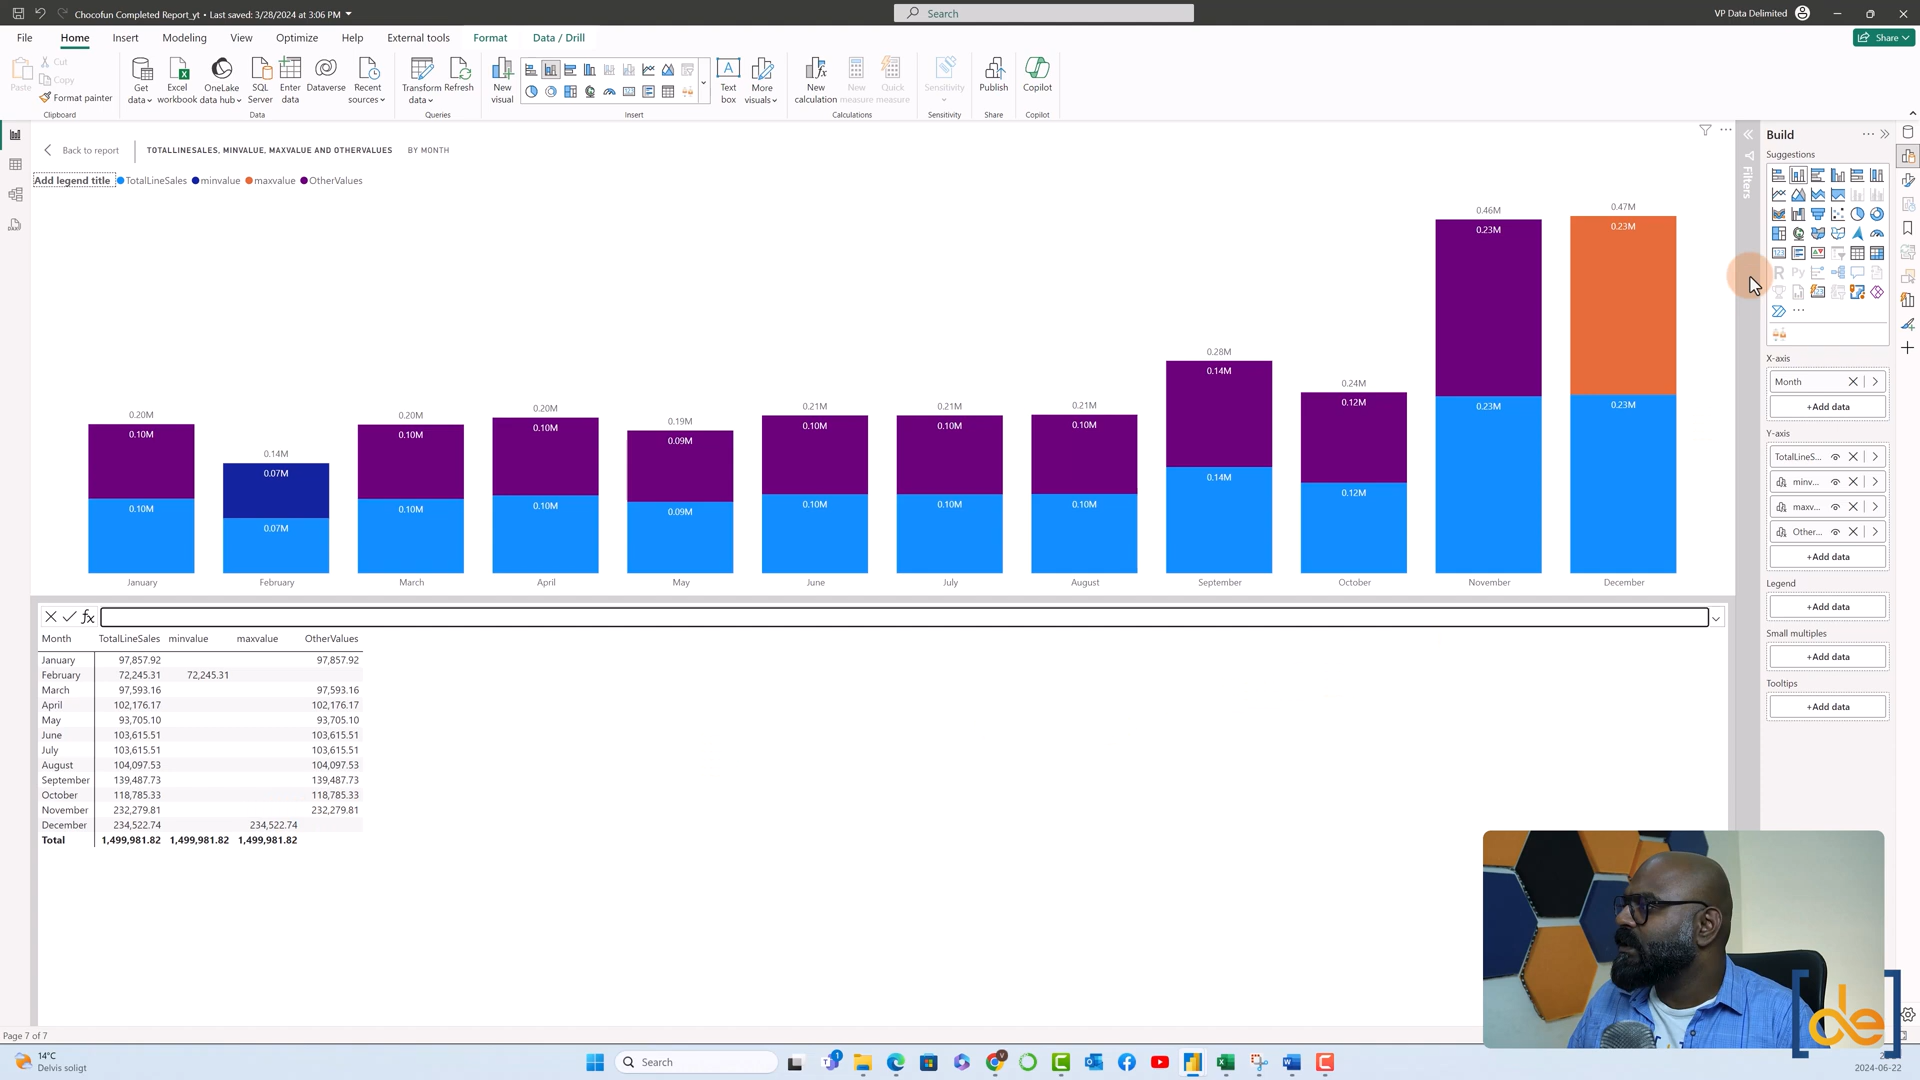 Chocofun Completed Report_yt • Last saved: 3/28/2024 at 3:06 PM
Search
VP Data Delimited
File Home Insert Modeling View Optimize Help External tools Format Data / Drill
Share
Paste
Cut
Copy
Format painter
Get data
Excel workbook
OneLake data hub
SQL Server
Enter data
Dataverse
Recent sources
Transform data
Refresh
New visual
Text box
More visuals
New calculation
New measure
Quick measure
Sensitivity
Publish
Copilot
Clipboard Data Queries Insert Calculations Sensitivity Share Copilot
Back to report
TOTALLINESALES, MINVALUE, MAXVALUE AND OTHERVALUES BY MONTH
Add legend title TotalLineSales minvalue maxvalue OtherValues
0.20M 0.14M 0.20M 0.20M 0.19M 0.21M 0.21M 0.21M 0.28M 0.24M 0.46M 0.47M
0.10M 0.07M 0.10M 0.10M 0.09M 0.10M 0.10M 0.10M 0.14M 0.12M 0.23M 0.23M
0.10M 0.07M 0.10M 0.10M 0.09M 0.10M 0.10M 0.10M 0.14M 0.12M 0.23M 0.23M
January February March April May June July August September October November December
Month TotalLineSales minvalue maxvalue OtherValues
January 97,857.92 97,857.92
February 72,245.31 72,245.31
March 97,593.16 97,593.16
April 102,176.17 102,176.17
May 93,705.10 93,705.10
June 103,615.51 103,615.51
July 103,615.51 103,615.51
August 104,097.53 104,097.53
September 139,487.73 139,487.73
October 118,785.33 118,785.33
November 232,279.81 232,279.81
December 234,522.74 234,522.74
Total 1,499,981.82 1,499,981.82 1,499,981.82
Filters
Build
Suggestions
R Py
X-axis
Month
+Add data
Y-axis
TotalLineS...
minv...
maxv...
Other...
+Add data
Legend
+Add data
Small multiples
+Add data
Tooltips
+Add data
Page 7 of 7
14°C
Delvis soligt
Search
2024-06-22